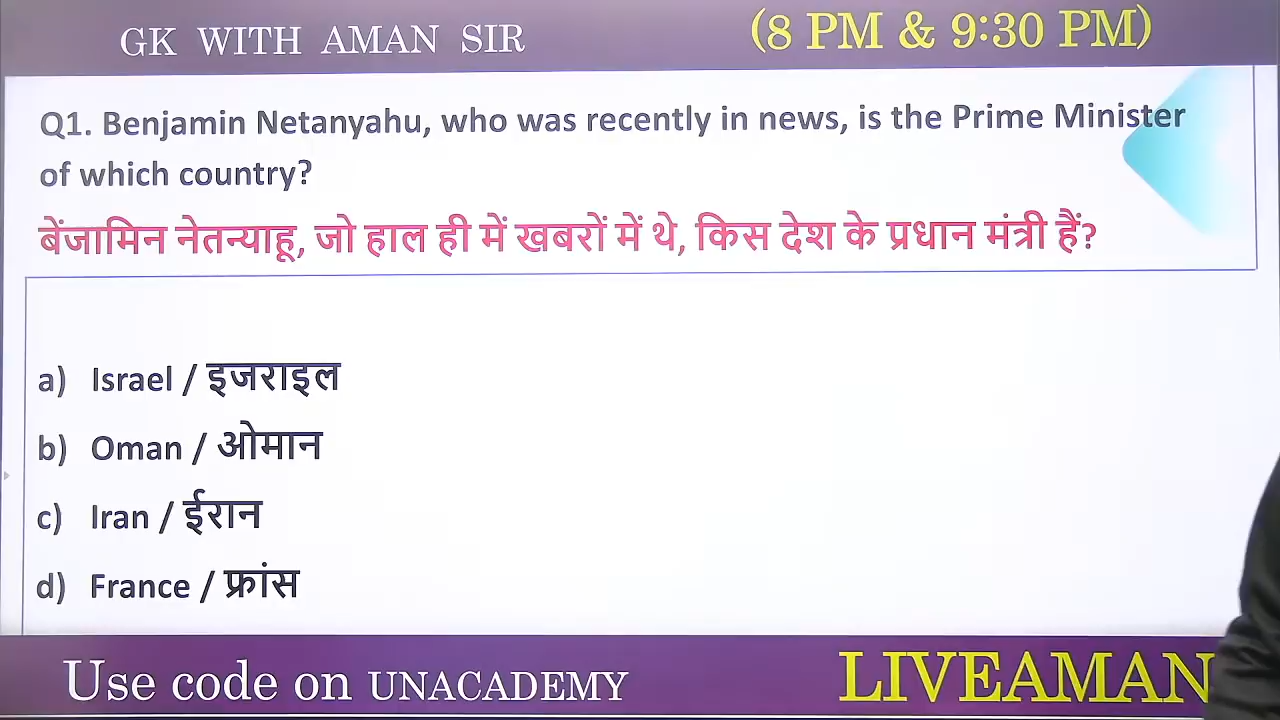 GK WITH AMAN SIR
(8 PM & 9:30 PM)
Q1. Benjamin Netanyahu, who was recently in news, is the Prime Minister
of which country?
बेंजामिन नेतन्याहू, जो हाल ही में खबरों में थे, किस देश के प्रधान मंत्री हैं?
a) Israel / इजराइल
b) Oman / ओमान
c) Iran / ईरान
d) France / फ्रांस
Use code on UNACADEMY
LIVEAMAN